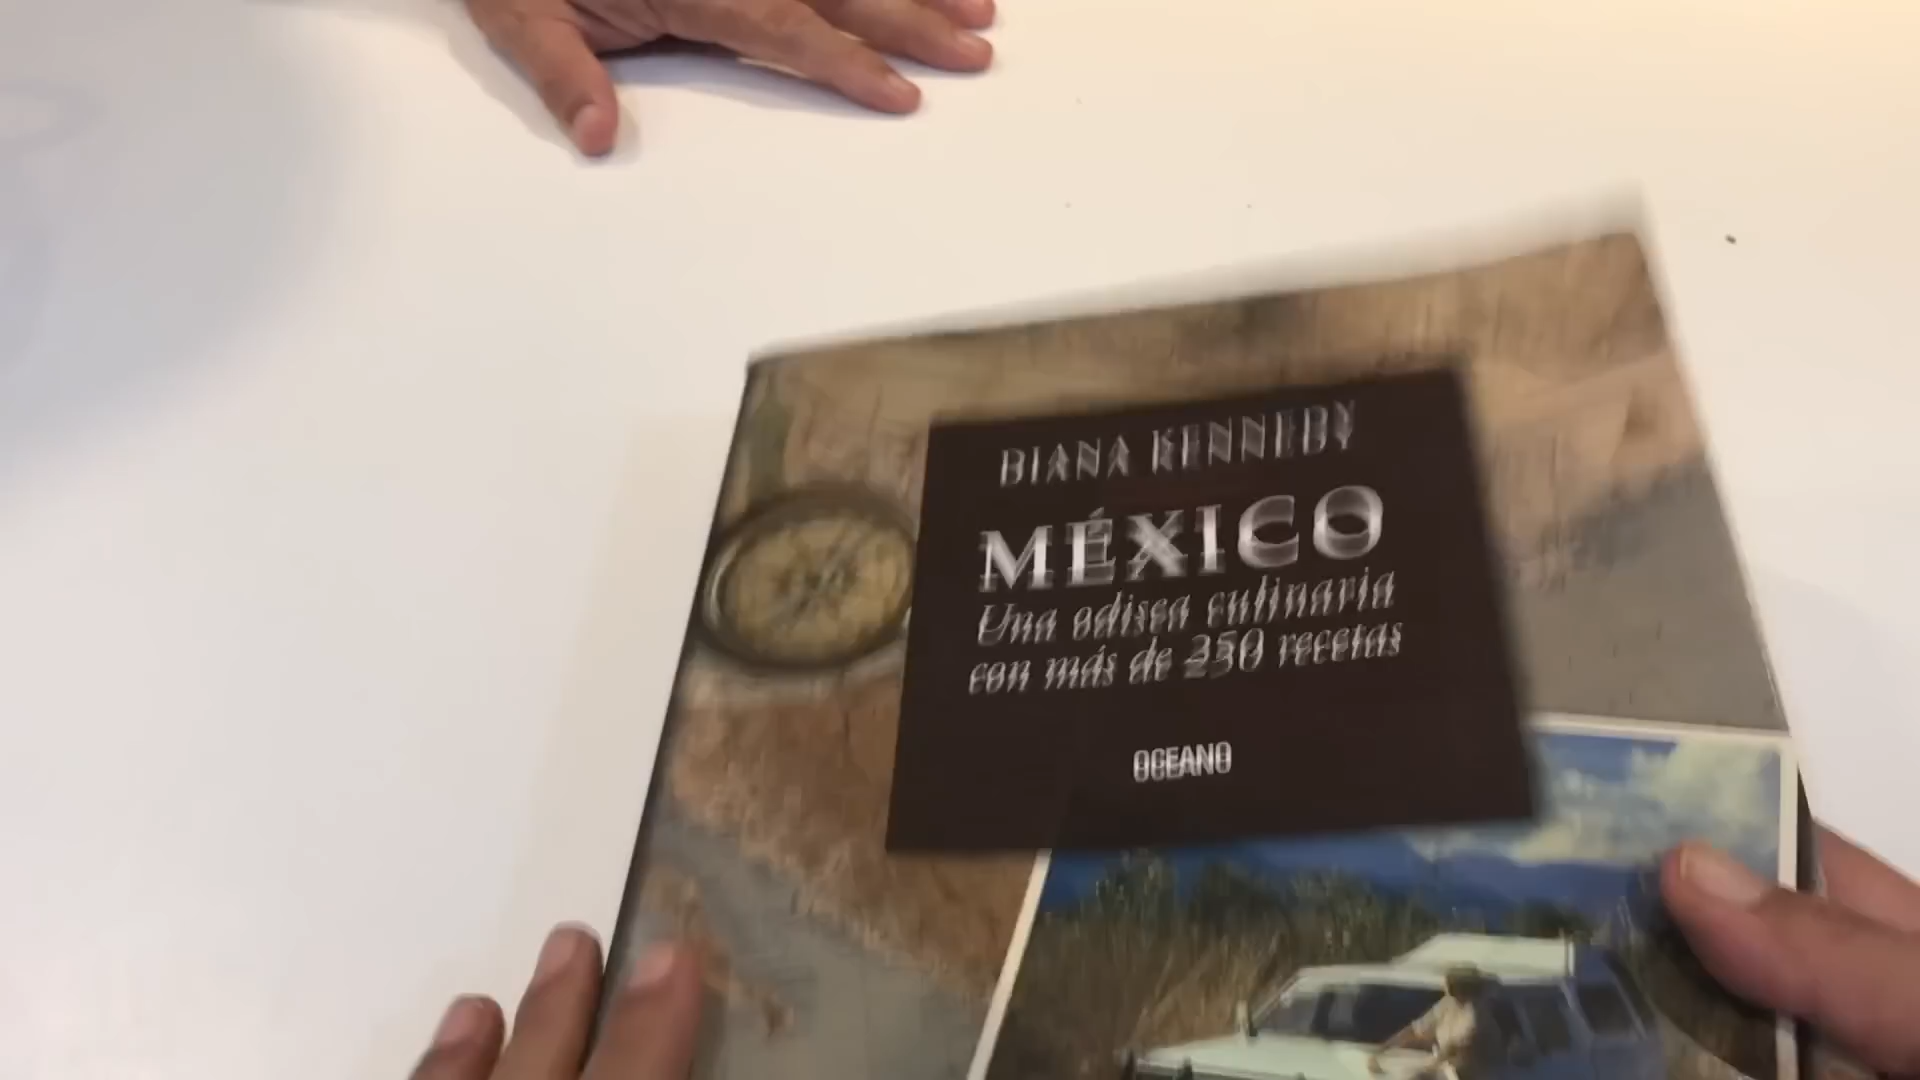 DIANA KENNEDY
MÉXICO
Una odisea culinaria
con más de 250 recetas
OCEANO